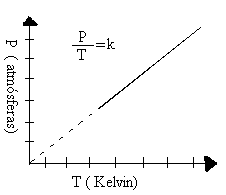 P ( atmósferas)
P
T =k
T ( Kelvin)